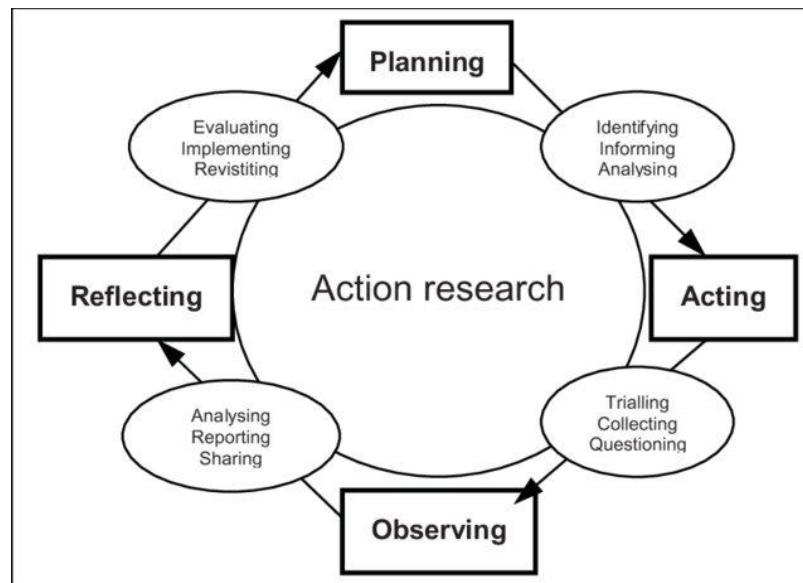 Planning
Evaluating
Implementing
Revistiting
Identifying
Informing
Analysing
Reflecting
Action research
Acting
Analysing
Reporting
Sharing
Trialling
Collecting
Questioning
Observing